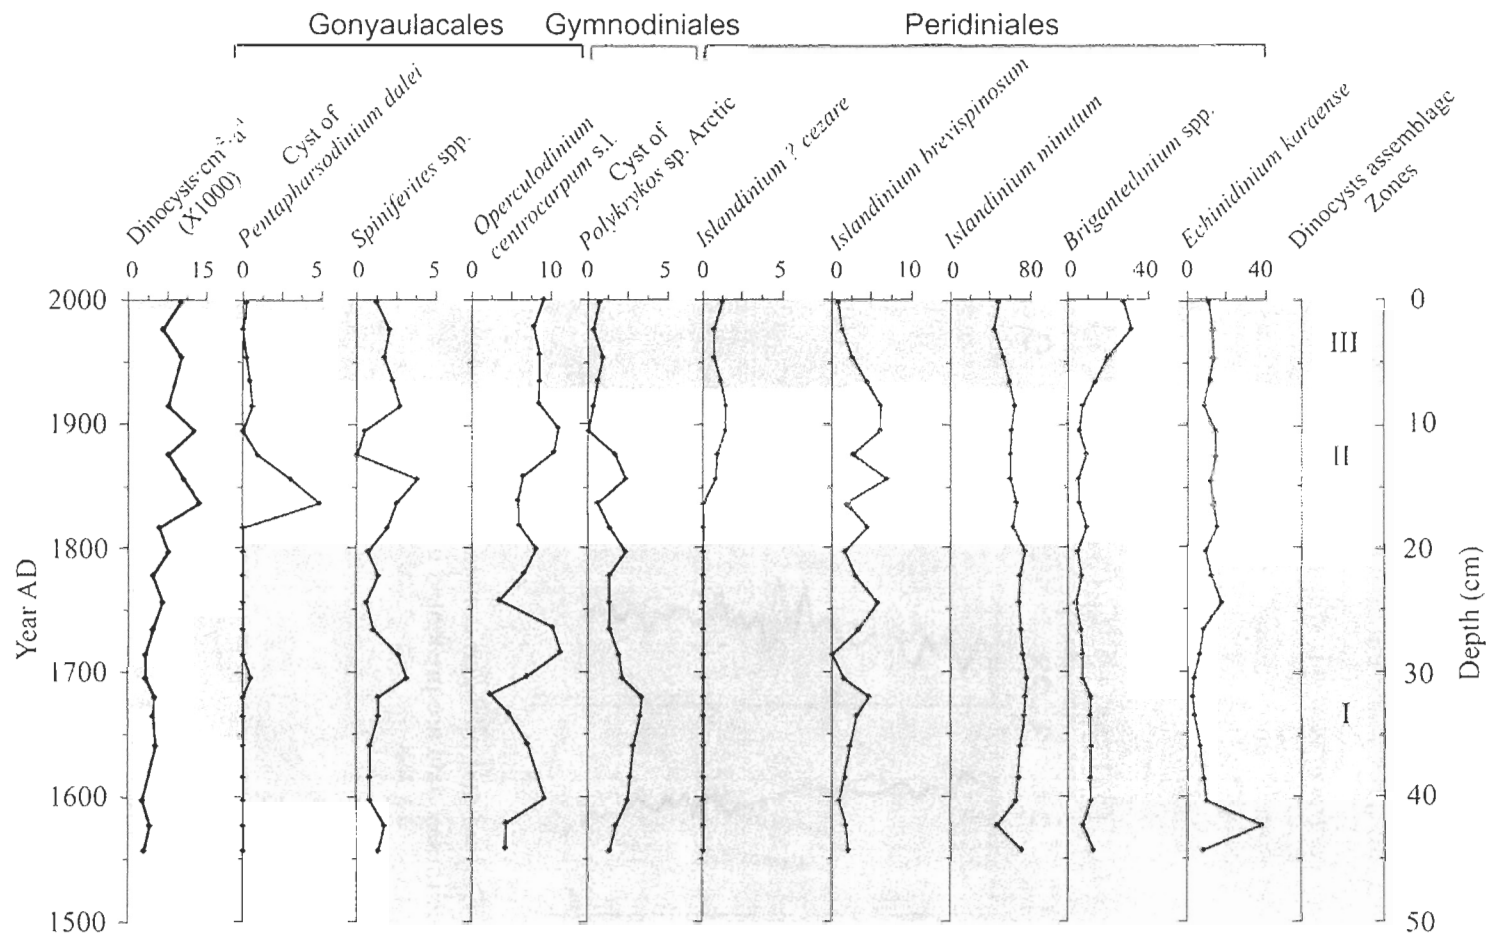 Gonyaulacales Gymnodiniales Peridiniales
Dinocysts·cm²·a⁻¹
(X1000)
Cyst of
Pentapharsodinium dalei
Spiniferites spp.
Operculodinium
centrocarpum s.l.
Cyst of
Polykrykos sp. Arctic
Islandinium ? cezare
Islandinium brevispinosum
Islandinium minutum
Brigantedinium spp.
Echinidinium karaense
Dinocysts assemblage
Zones
0 15 0 5 0 5 0 10 0 5 0 5 0 10 0 80 0 40 0 40
2000 0
III
1900 10
II
1800 20
Year AD
Depth (cm)
1700 30
I
1600 40
1500 50